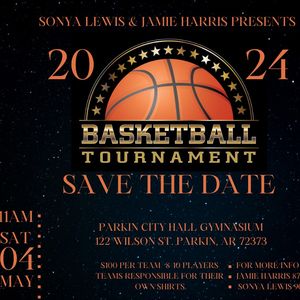 SONYA LEWIS & JAMIE HARRIS PRESENTS
20 24
BASKETBALL
TOURNAMENT
SAVE THE DATE
11AM
SAT
04
MAY
PARKIN CITY HALL GYMNASIUM
122 WILSON ST. PARKIN, AR 72373
$100 PER TEAM & 10 PLAYERS
TEAMS RESPONSIBLE FOR THEIR
OWN SHIRTS.
FOR MORE INFO
JAMIE HARRIS 87
SONYA LEWIS